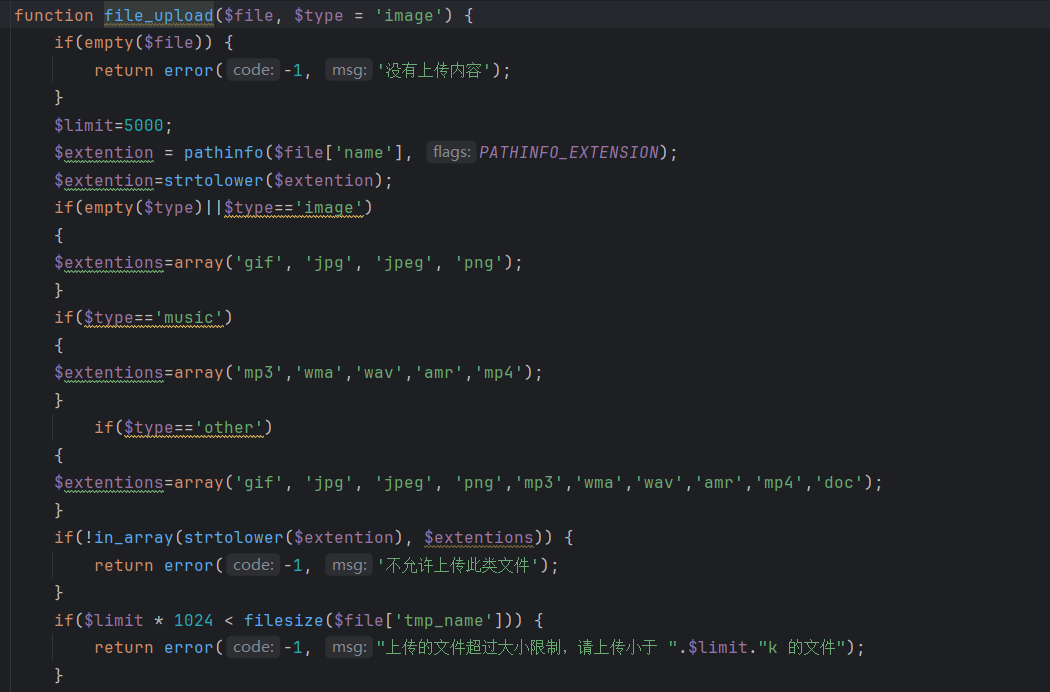 function file_upload($file, $type = 'image') {
    if(empty($file)) {
        return error( code: -1,  msg: '没有上传内容');
    }
    $limit=5000;
    $extention = pathinfo($file['name'],  flags: PATHINFO_EXTENSION);
    $extention=strtolower($extention);
    if(empty($type)||$type=='image')
    {
    $extentions=array('gif', 'jpg', 'jpeg', 'png');
    }
    if($type=='music')
    {
    $extentions=array('mp3','wma','wav','amr','mp4');
    }
        if($type=='other')
    {
    $extentions=array('gif', 'jpg', 'jpeg', 'png','mp3','wma','wav','amr','mp4','doc');
    }
    if(!in_array(strtolower($extention), $extentions)) {
        return error( code: -1,  msg: '不允许上传此类文件');
    }
    if($limit * 1024 < filesize($file['tmp_name'])) {
        return error( code: -1,  msg: "上传的文件超过大小限制，请上传小于 ".$limit."k 的文件");
    }